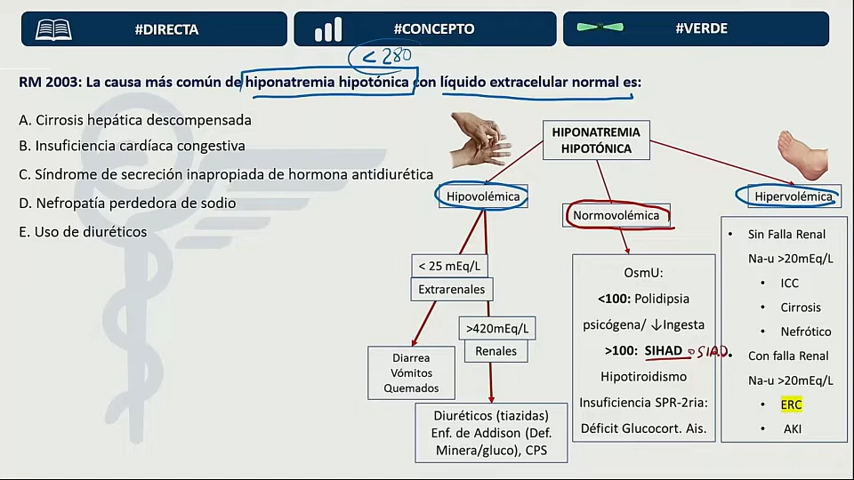 #DIRECTA
#CONCEPTO
#VERDE
< 280
RM 2003: La causa más común de hiponatremia hipotónica con líquido extracelular normal es:
A. Cirrosis hepática descompensada
B. Insuficiencia cardíaca congestiva
C. Síndrome de secreción inapropiada de hormona antidiurética
D. Nefropatía perdedora de sodio
E. Uso de diuréticos
HIPONATREMIA
HIPOTÓNICA
Hipovolémica
Normovolémica
Hipervolémica
< 25 mEq/L
Extrarenales
>420mEq/L
Renales
Diarrea
Vómitos
Quemados
Diuréticos (tiazidas)
Enf. de Addison (Def.
Minera/gluco), CPS
OsmU:
<100: Polidipsia
psicógena/ ↓Ingesta
>100: SIHAD o SIAD.
Hipotiroidismo
Insuficiencia SPR-2ria:
Déficit Glucocort. Ais.
• Sin Falla Renal
Na-u >20mEq/L
• ICC
• Cirrosis
• Nefrótico
• Con falla Renal
Na-u >20mEq/L
• ERC
• AKI